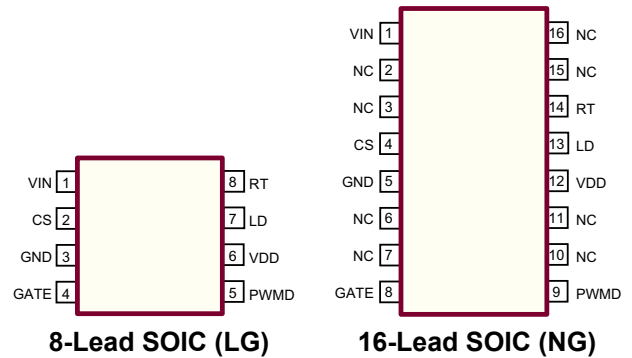 VIN 1
CS 2
GND 3
GATE 4
8 RT
7 LD
6 VDD
5 PWMD
8-Lead SOIC (LG)
VIN 1
NC 2
NC 3
CS 4
GND 5
NC 6
NC 7
GATE 8
16 NC
15 NC
14 RT
13 LD
12 VDD
11 NC
10 NC
9 PWMD
16-Lead SOIC (NG)